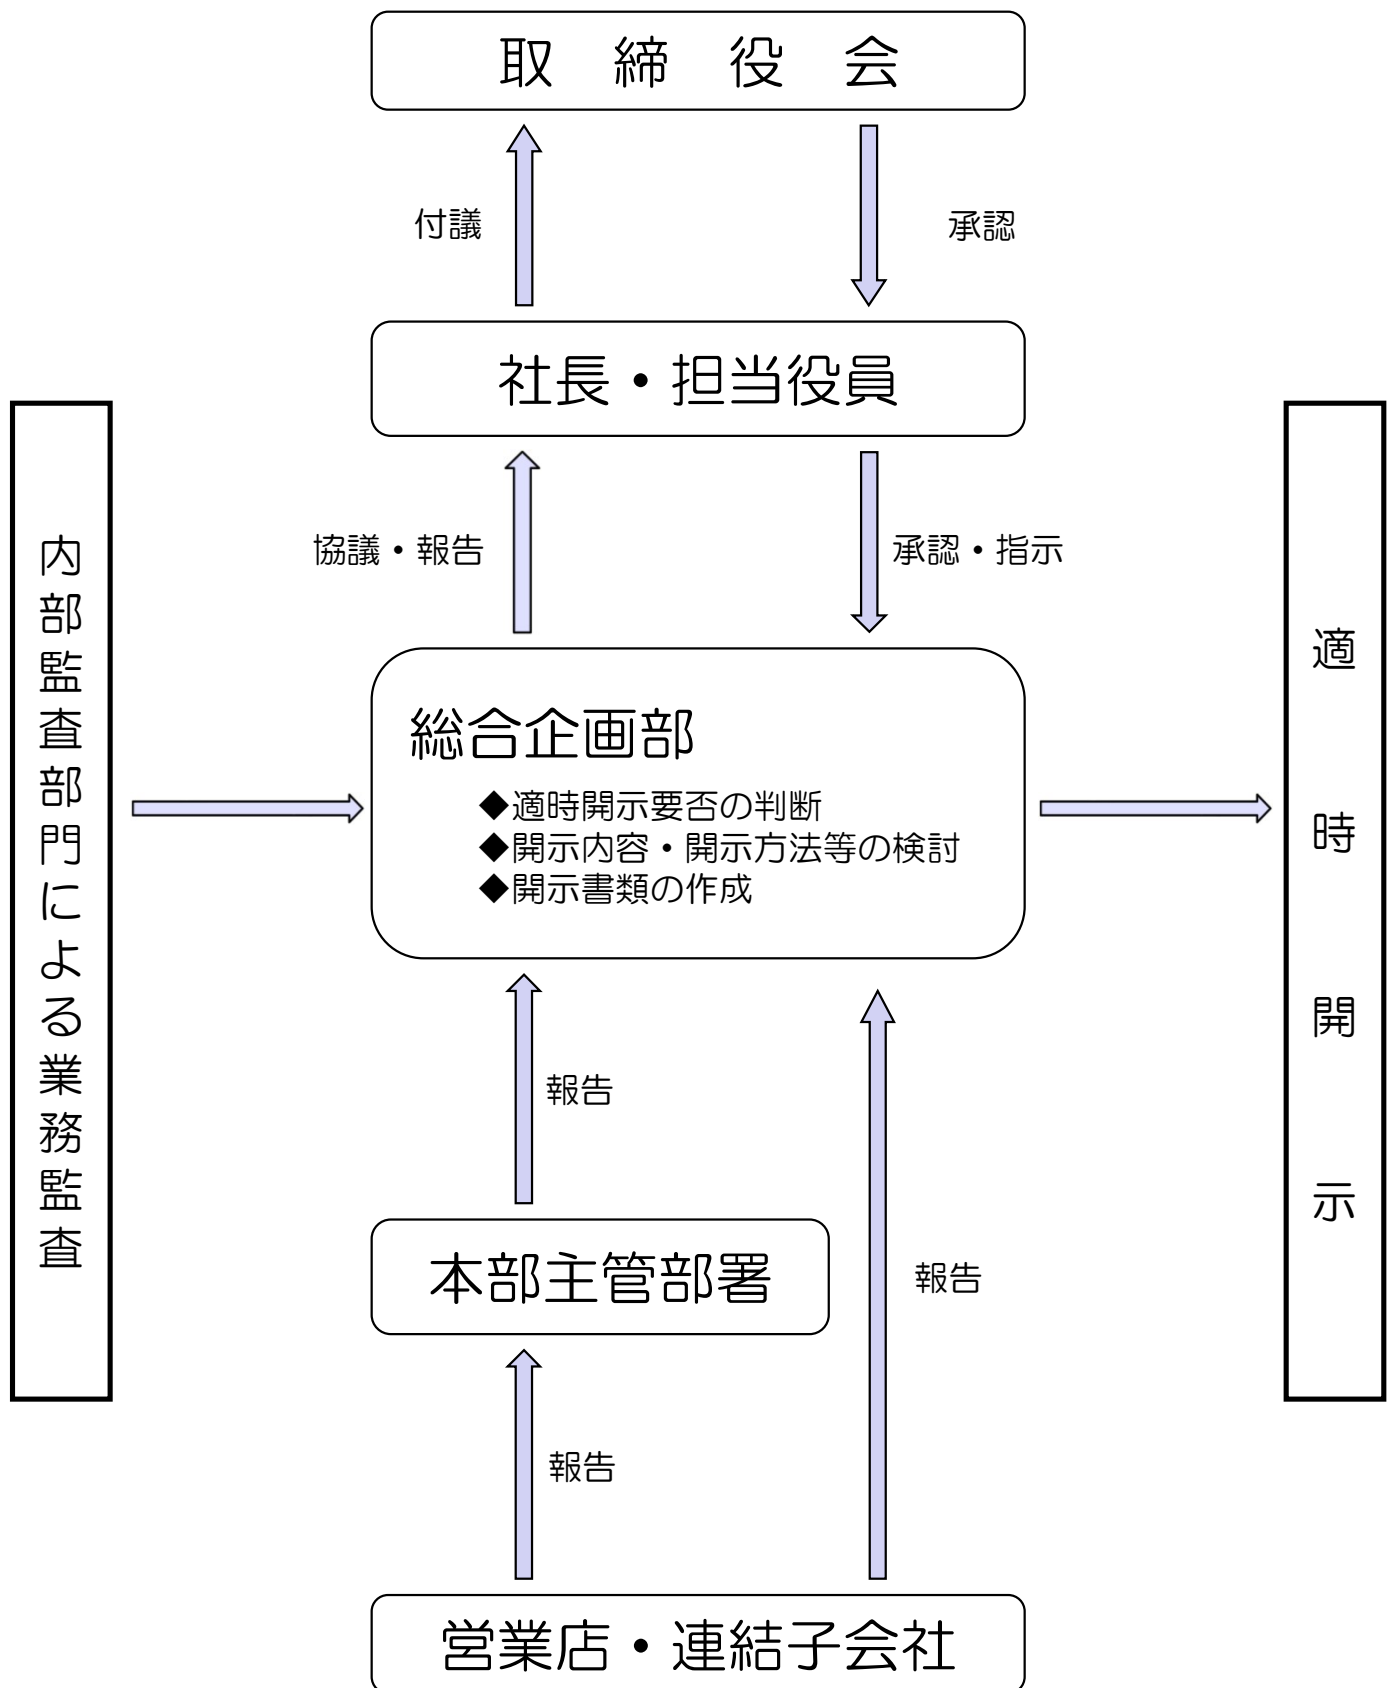 取締役会
付議
承認
社長・担当役員
協議・報告
承認・指示
内部監査部門による業務監査
総合企画部
◆適時開示要否の判断
◆開示内容・開示方法等の検討
◆開示書類の作成
適時開示
報告
本部主管部署
報告
報告
営業店・連結子会社